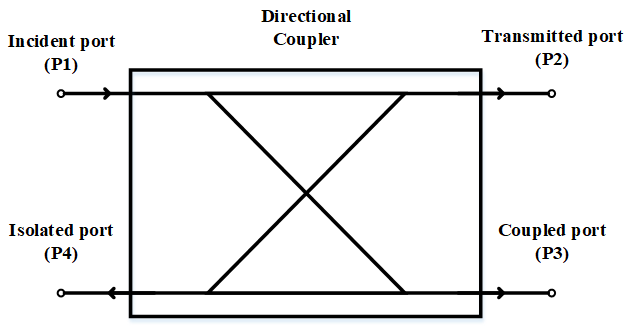 Directional
Coupler
Incident port
(P1)
Transmitted port
(P2)
Isolated port
(P4)
Coupled port
(P3)